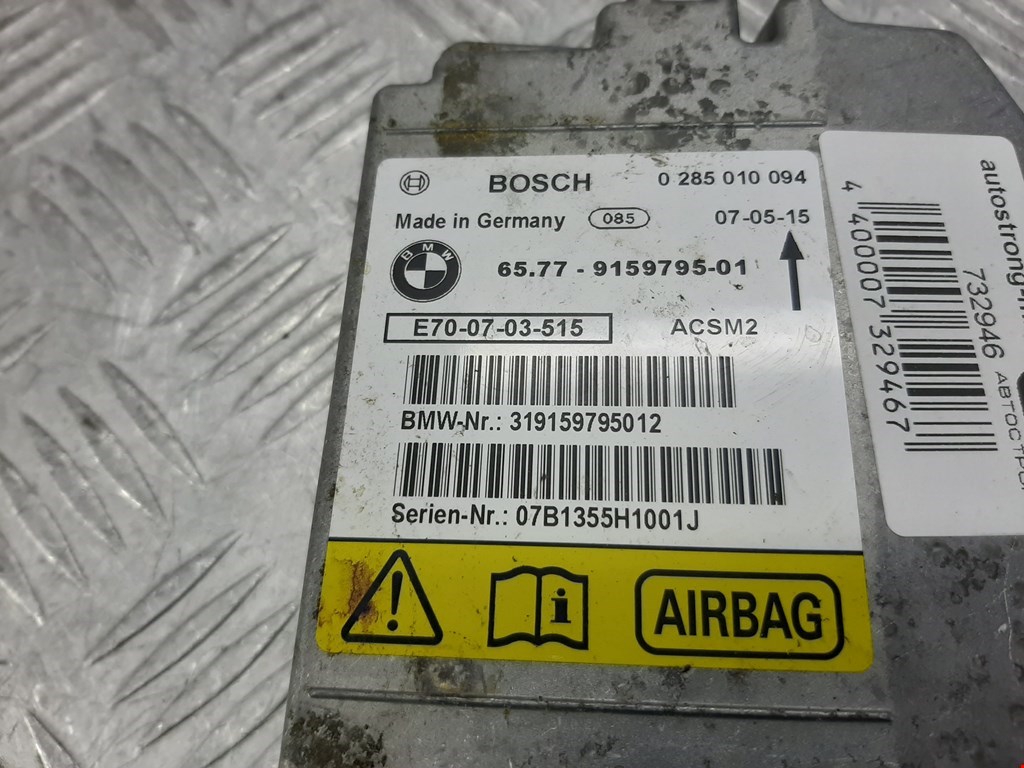 BOSCH 0 285 010 094
Made in Germany 085 07-05-15
BMW
65.77 - 9159795-01
E70-07-03-515 ACSM2
BMW-Nr.: 319159795012
Serien-Nr.: 07B1355H1001J
i
AIRBAG
4 400007 329467
732946